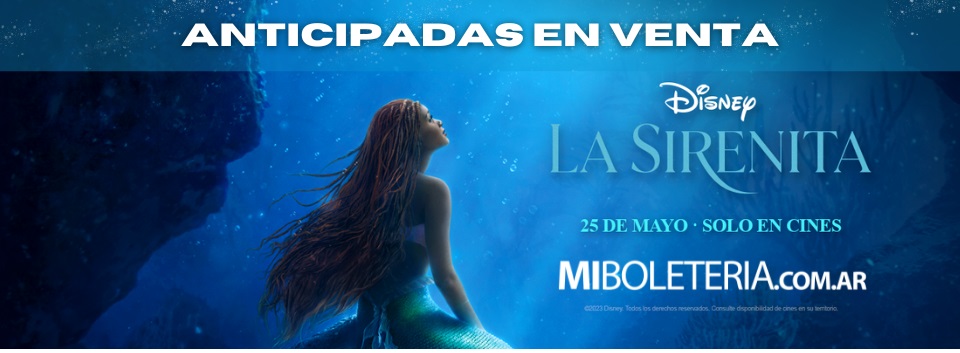 ANTICIPADAS EN VENTA
DISNEY
LA SIRENITA
25 DE MAYO · SOLO EN CINES
MIBOLETERIA.COM.AR
©2023 Disney. Todos los derechos reservados. Consulte disponibilidad de cines en su territorio.